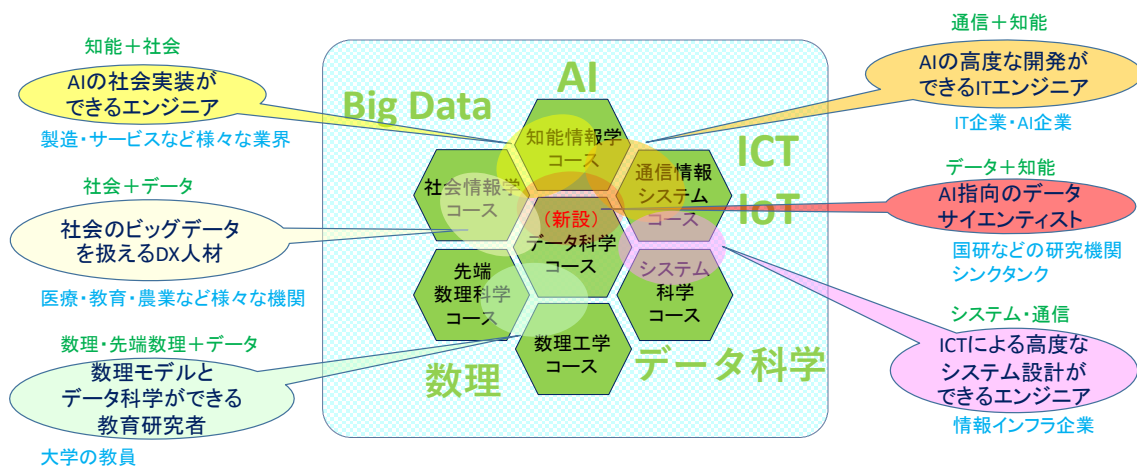 知能＋社会
AIの社会実装が
できるエンジニア
製造・サービスなど様々な業界
社会＋データ
社会のビッグデータ
を扱えるDX人材
医療・教育・農業など様々な機関
数理・先端数理＋データ
数理モデルと
データ科学ができる
教育研究者
大学の教員
AI
Big Data
ICT
IoT
知能情報学
コース
社会情報学
コース
通信情報
システム
コース
（新設）
データ科学
コース
先端
数理科学
コース
システム
科学
コース
数理工学
コース
数理
データ科学
通信＋知能
AIの高度な開発が
できるITエンジニア
IT企業・AI企業
データ＋知能
AI指向のデータ
サイエンティスト
国研などの研究機関
シンクタンク
システム・通信
ICTによる高度な
システム設計が
できるエンジニア
情報インフラ企業